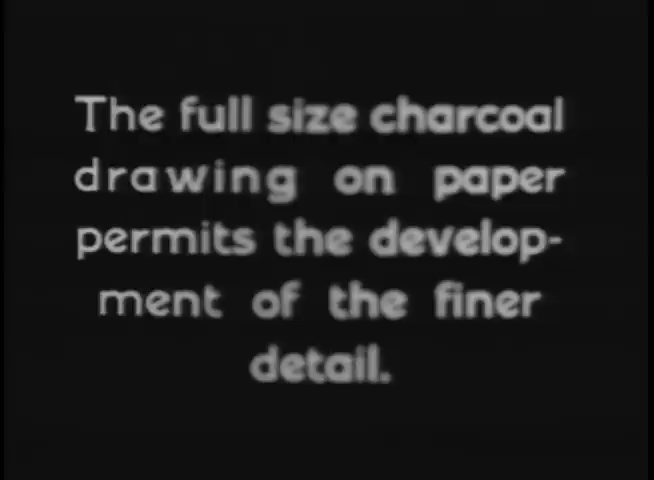 The full size charcoal
drawing on paper
permits the develop-
ment of the finer
detail.